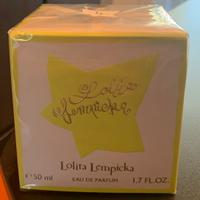 Lolita
Lempicka
Lolita Lempicka
℮ 50 ml EAU DE PARFUM 1.7 FL.OZ.